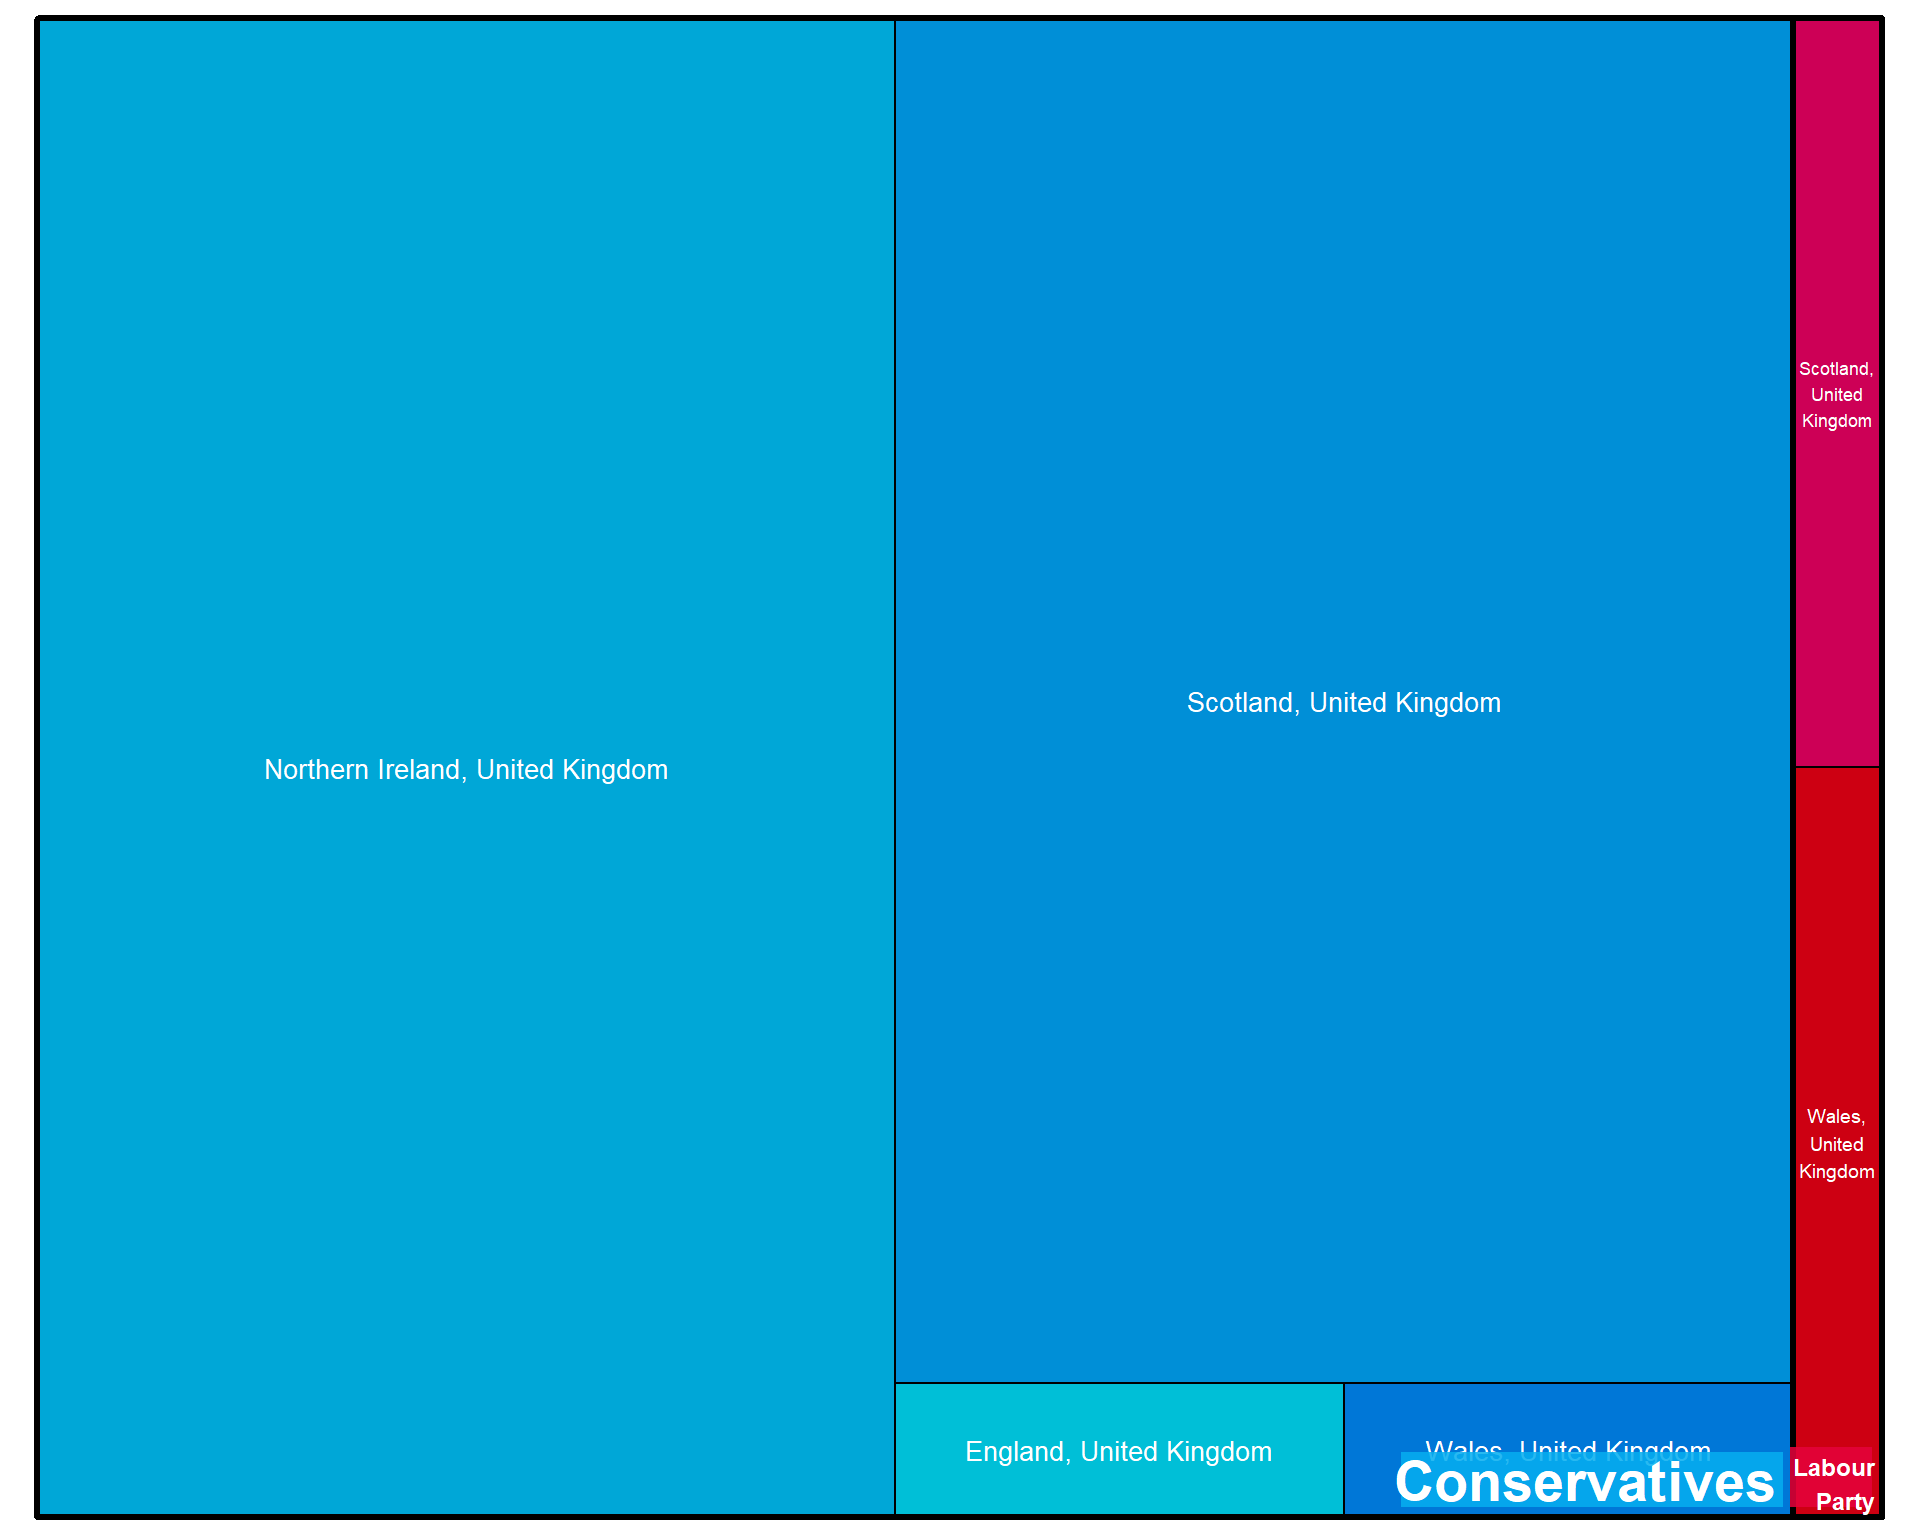 Northern Ireland, United Kingdom
Scotland, United Kingdom
England, United Kingdom
Wales, United Kingdom
Conservatives
Scotland,
United
Kingdom
Wales,
United
Kingdom
Labour
Party